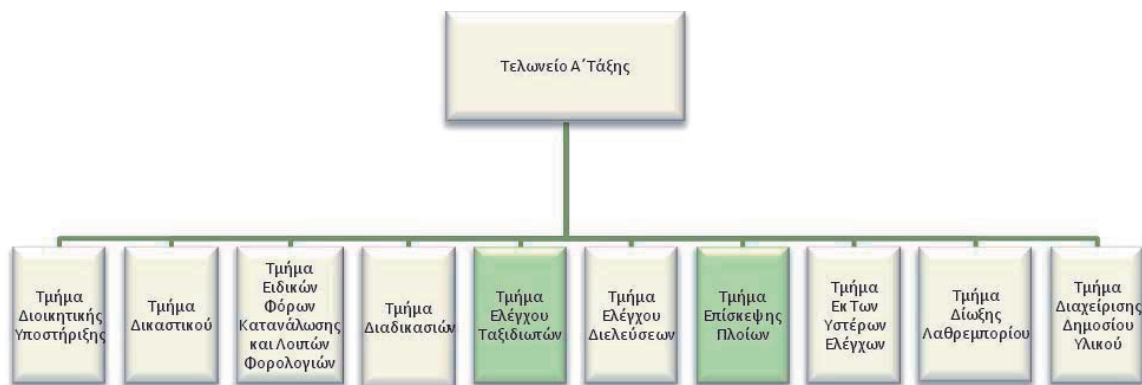 Τελωνείο Α΄Τάξης
Τμήμα
Διοικητικής
Υποστήριξης
Τμήμα
Δικαστικού
Τμήμα
Ειδικών
Φόρων
Κατανάλωσης
και Λοιπών
Φορολογιών
Τμήμα
Διαδικασιών
Τμήμα
Ελέγχου
Ταξιδιωτών
Τμήμα
Ελέγχου
Διελεύσεων
Τμήμα
Επίσκεψης
Πλοίων
Τμήμα
Εκ Των
Υστέρων
Ελέγχων
Τμήμα
Δίωξης
Λαθρεμπορίου
Τμήμα
Διαχείρισης
Δημοσίου
Υλικού